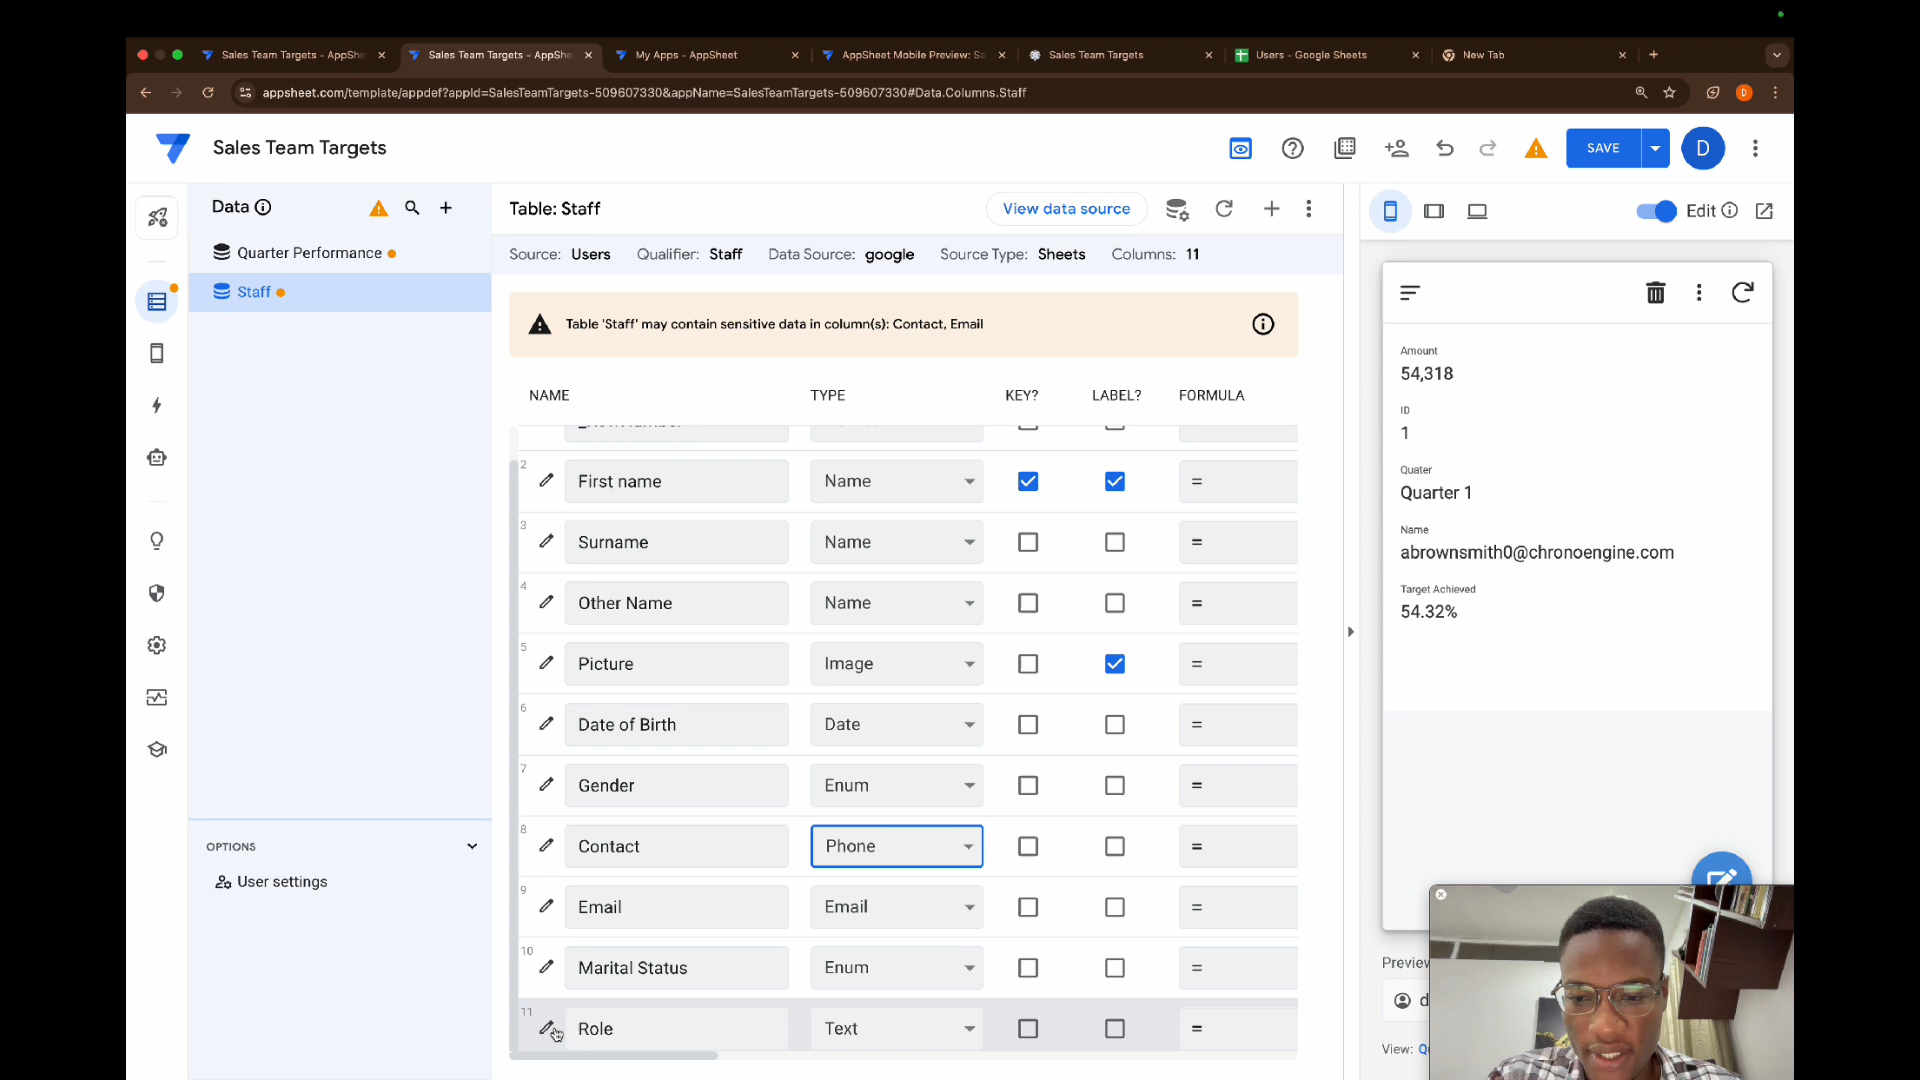 Sales Team Targets – AppShe
Sales Team Targets – AppShe
My Apps – AppSheet
AppSheet Mobile Preview: Sa
Sales Team Targets
Users – Google Sheets
New Tab
appsheet.com/template/appdef?appId=SalesTeamTargets-509607330&appName=SalesTeamTargets-509607330#Data.Columns.Staff
D
Sales Team Targets
SAVE
D
Data
Quarter Performance
Staff
OPTIONS
User settings
Table: Staff
View data source
Source: Users Qualifier: Staff Data Source: google Source Type: Sheets Columns: 11
Table 'Staff' may contain sensitive data in column(s): Contact, Email
NAME TYPE KEY? LABEL? FORMULA
2 First name Name =
3 Surname Name =
4 Other Name Name =
5 Picture Image =
6 Date of Birth Date =
7 Gender Enum =
8 Contact Phone =
9 Email Email =
10 Marital Status Enum =
11 Role Text =
Edit
Amount
54,318
ID
1
Quater
Quarter 1
Name
abrownsmith0@chronoengine.com
Target Achieved
54.32%
Preview
d
View: Qu